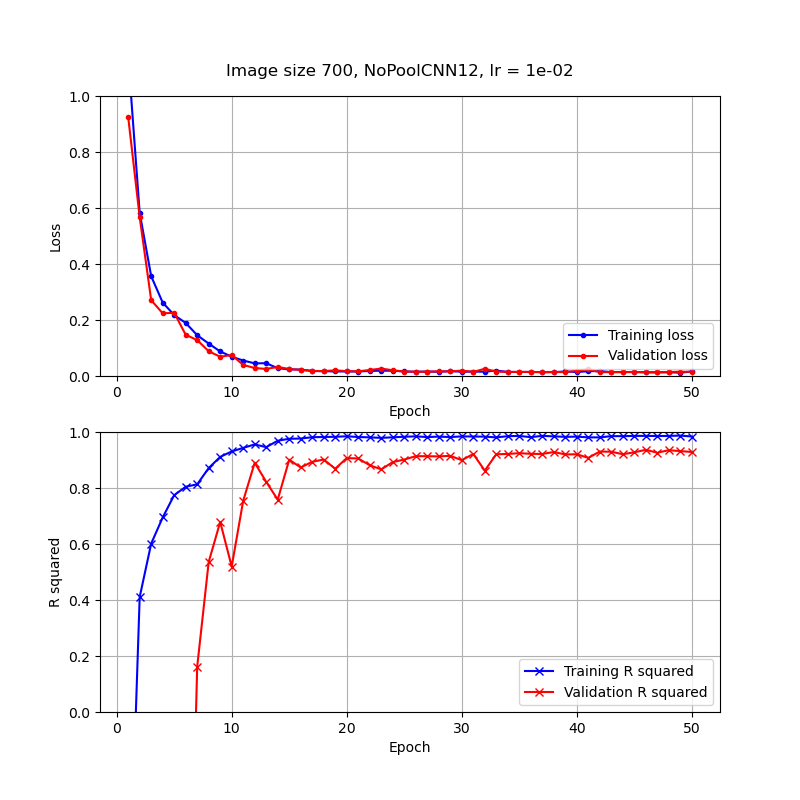 Image size 700, NoPoolCNN12, lr = 1e-02
1.0
0.8
0.6
0.4
0.2
0.0
Loss
Training loss
Validation loss
0 10 20 30 40 50
Epoch
1.0
0.8
0.6
0.4
0.2
0.0
R squared
Training R squared
Validation R squared
0 10 20 30 40 50
Epoch